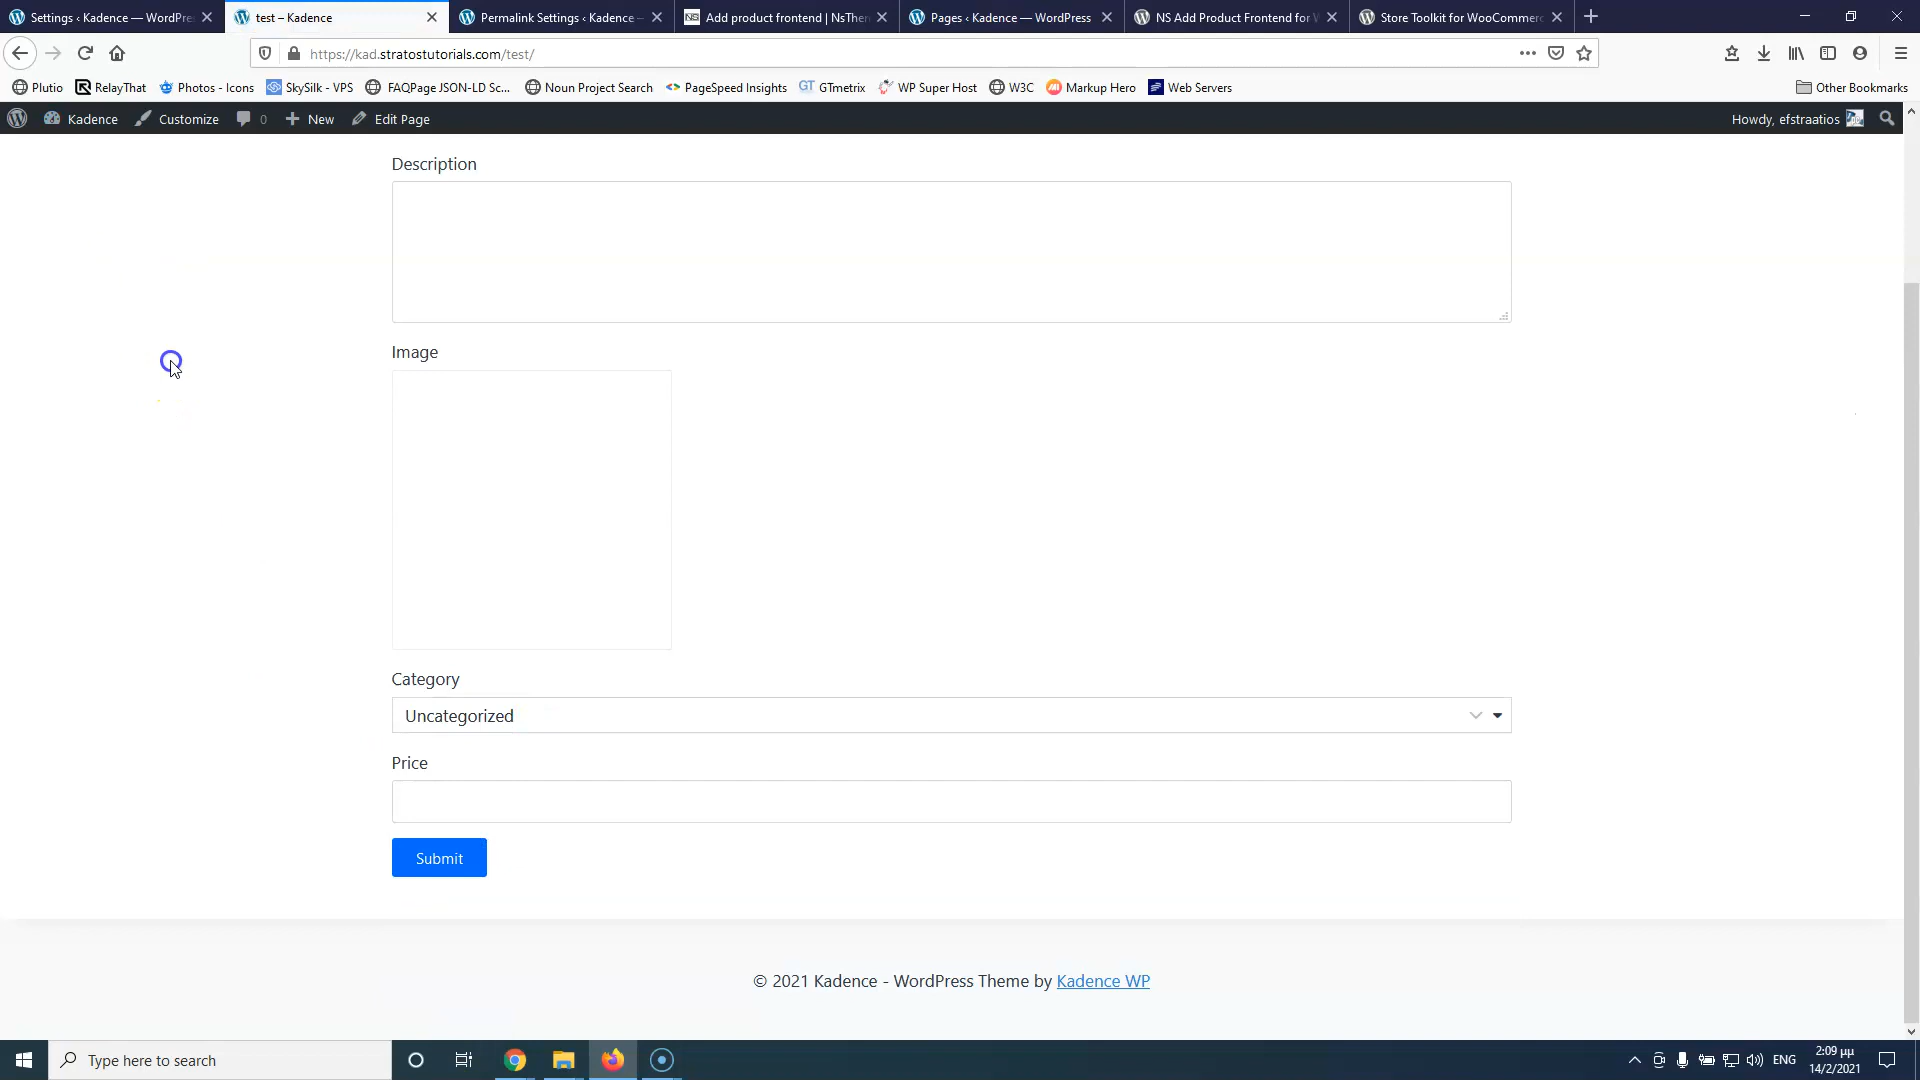 Settings ‹ Kadence — WordPre
test – Kadence
Permalink Settings ‹ Kadence –
NS Add product frontend | NsThem
Pages ‹ Kadence — WordPress
NS Add Product Frontend for W
Store Toolkit for WooCommerc
https://kad.stratostutorials.com/test/
Plutio
RelayThat
Photos - Icons
SkySilk - VPS
FAQPage JSON-LD Sc...
Noun Project Search
PageSpeed Insights
GT GTmetrix
WP Super Host
W3C
Markup Hero
Web Servers
Other Bookmarks
Kadence
Customize
0
New
Edit Page
Howdy, efstraatios
Description
Image
Category
Uncategorized
Price
Submit
© 2021 Kadence - WordPress Theme by Kadence WP
Type here to search
ENG
2:09 μμ
14/2/2021